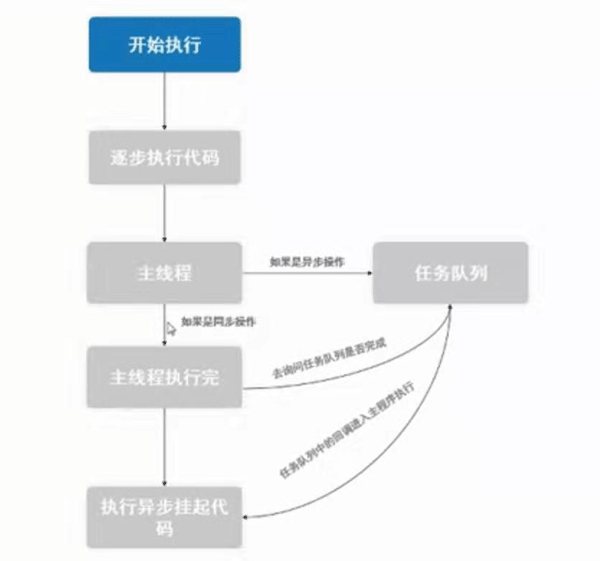 开始执行
逐步执行代码
主线程
如果是异步操作
任务队列
如果是同步操作
主线程执行完
去询问任务队列是否完成
任务队列中的回调进入主程序执行
执行异步挂起代
码